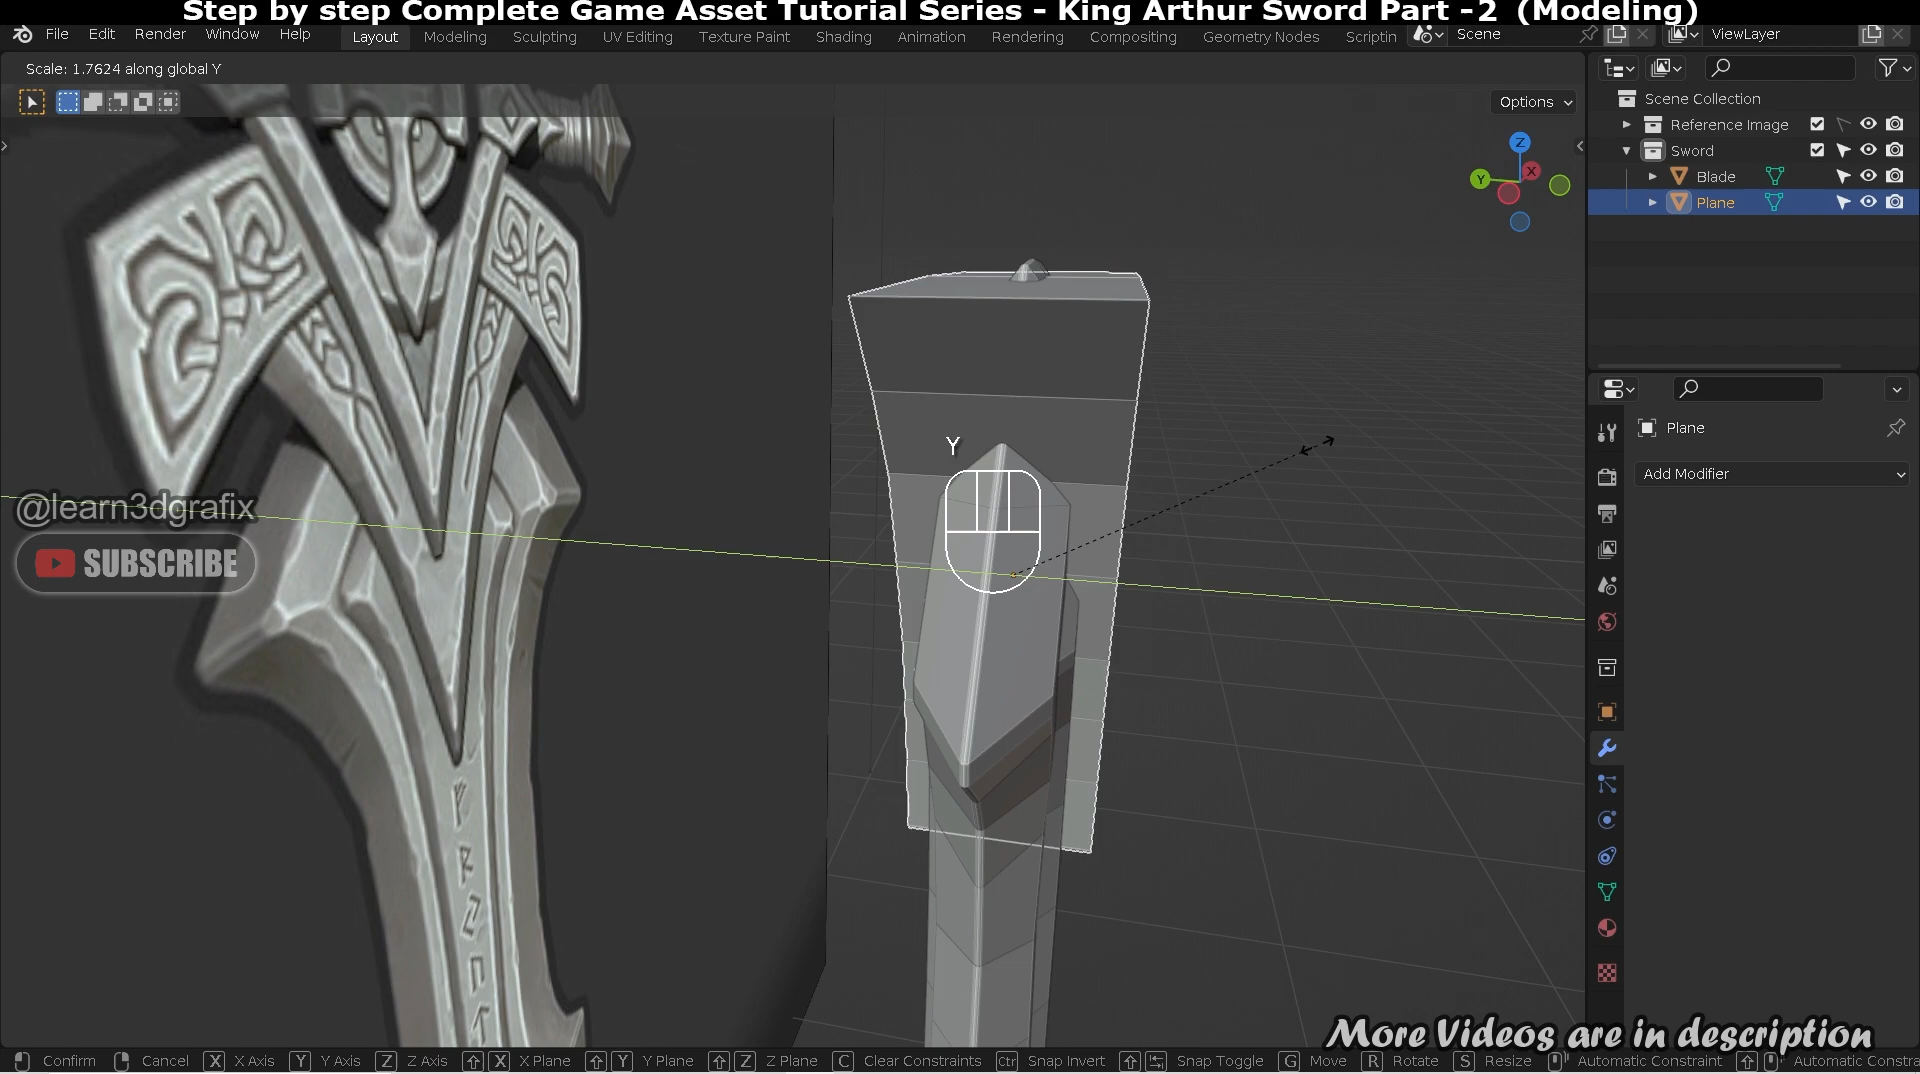 Step by step Complete Game Asset Tutorial Series - King Arthur Sword Part -2 (Modeling)
File Edit Render Window Help Layout Modeling Sculpting UV Editing Texture Paint Shading Animation Rendering Compositing Geometry Nodes Scriptin Scene ViewLayer
Scale: 1.7624 along global Y
Options
Scene Collection
Reference Image
Sword
Blade
Plane
Z
Y X
Plane
Add Modifier
Y
@learn3dgrafix
SUBSCRIBE
More Videos are in description
Confirm Cancel X X Axis Y Y Axis Z Z Axis X X Plane Y Y Plane Z Z Plane C Clear Constraints Ctrl Snap Invert Snap Toggle G Move R Rotate S Resize Automatic Constraint Automatic Constra